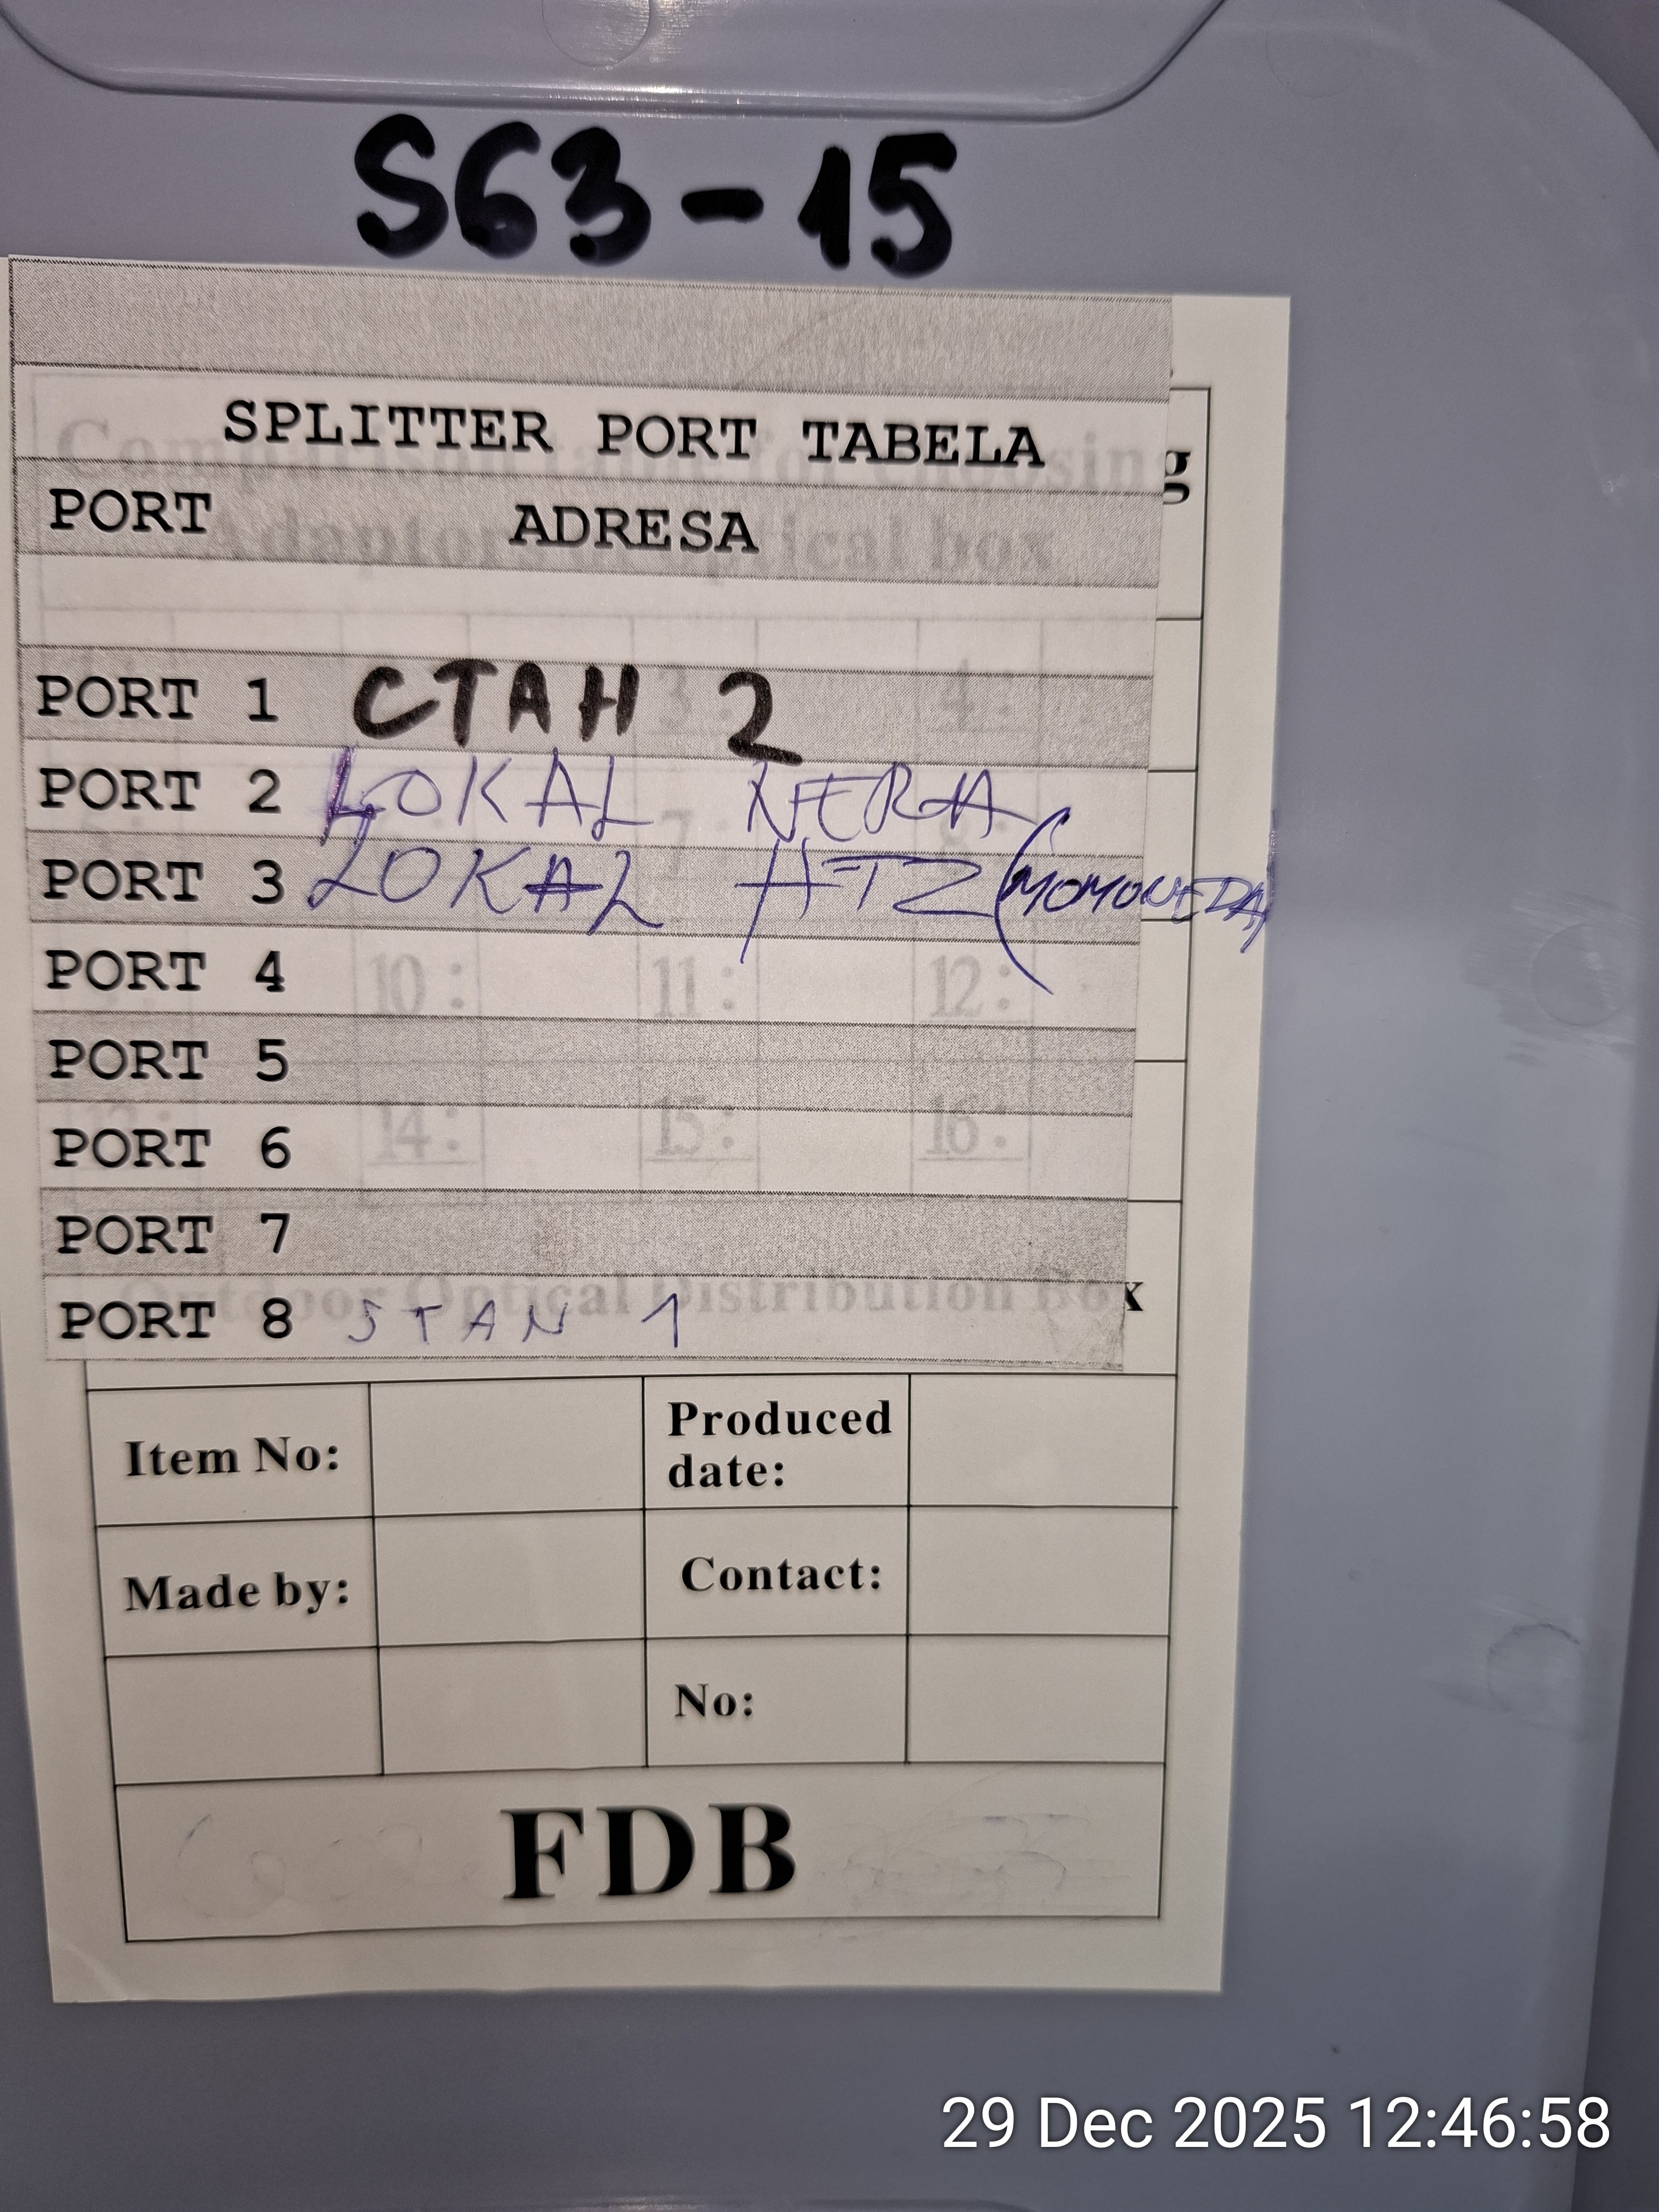 S63-15
SPLITTER PORT TABELA
PORT ADRESA
PORT 1 СТАН 2
PORT 2 LOKAL NERA
PORT 3 LOKAL HTZ
PORT 4
PORT 5
PORT 6
PORT 7
PORT 8 STAN 1
Item No: Produced
date:
Made by: Contact:
No:
FDB
29 Dec 2025 12:46:58